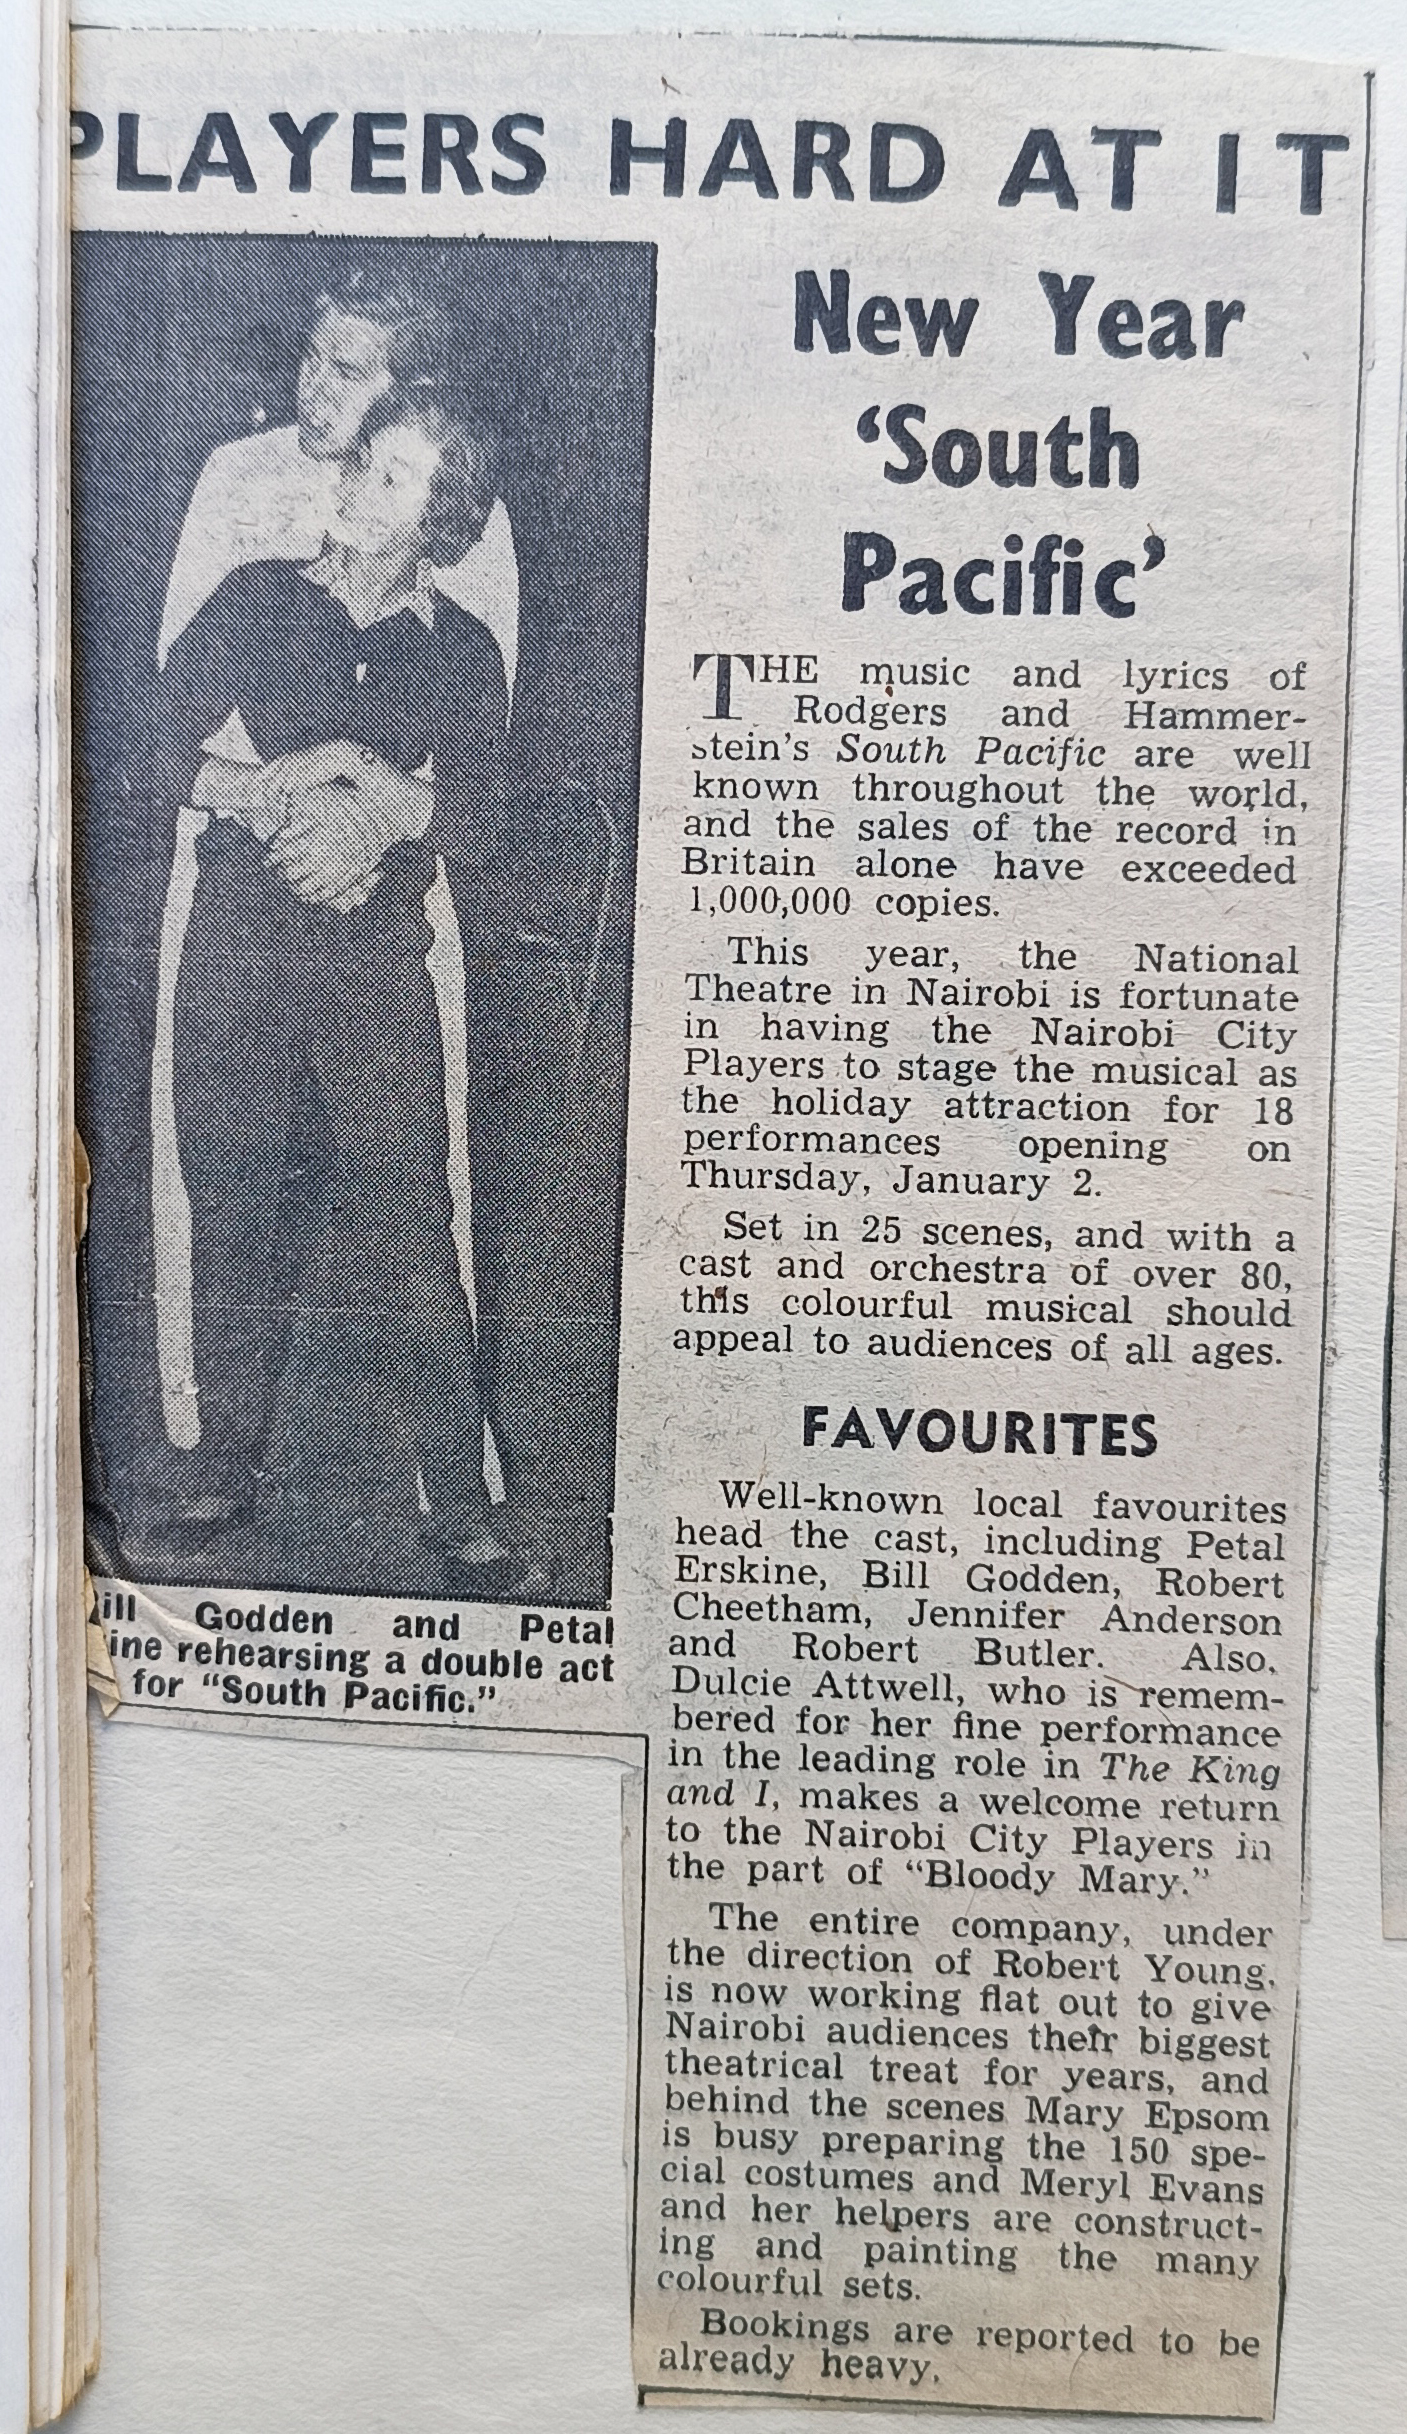 PLAYERS HARD AT IT
New Year
‘South
Pacific’
THE music and lyrics of
Rodgers and Hammer-
stein's South Pacific are well
known throughout the world,
and the sales of the record in
Britain alone have exceeded
1,000,000 copies.
This year, the National
Theatre in Nairobi is fortunate
in having the Nairobi City
Players to stage the musical as
the holiday attraction for 18
performances opening on
Thursday, January 2.
Set in 25 scenes, and with a
cast and orchestra of over 80,
this colourful musical should
appeal to audiences of all ages.
FAVOURITES
Well-known local favourites
head the cast, including Petal
Erskine, Bill Godden, Robert
Cheetham, Jennifer Anderson
and Robert Butler. Also,
Dulcie Attwell, who is remem-
bered for her fine performance
in the leading role in The King
and I, makes a welcome return
to the Nairobi City Players in
the part of “Bloody Mary.”
The entire company, under
the direction of Robert Young,
is now working flat out to give
Nairobi audiences their biggest
theatrical treat for years, and
behind the scenes Mary Epsom
is busy preparing the 150 spe-
cial costumes and Meryl Evans
and her helpers are construct-
ing and painting the many
colourful sets.
Bookings are reported to be
already heavy.
ill Godden and Petal
ine rehearsing a double act
for “South Pacific.”